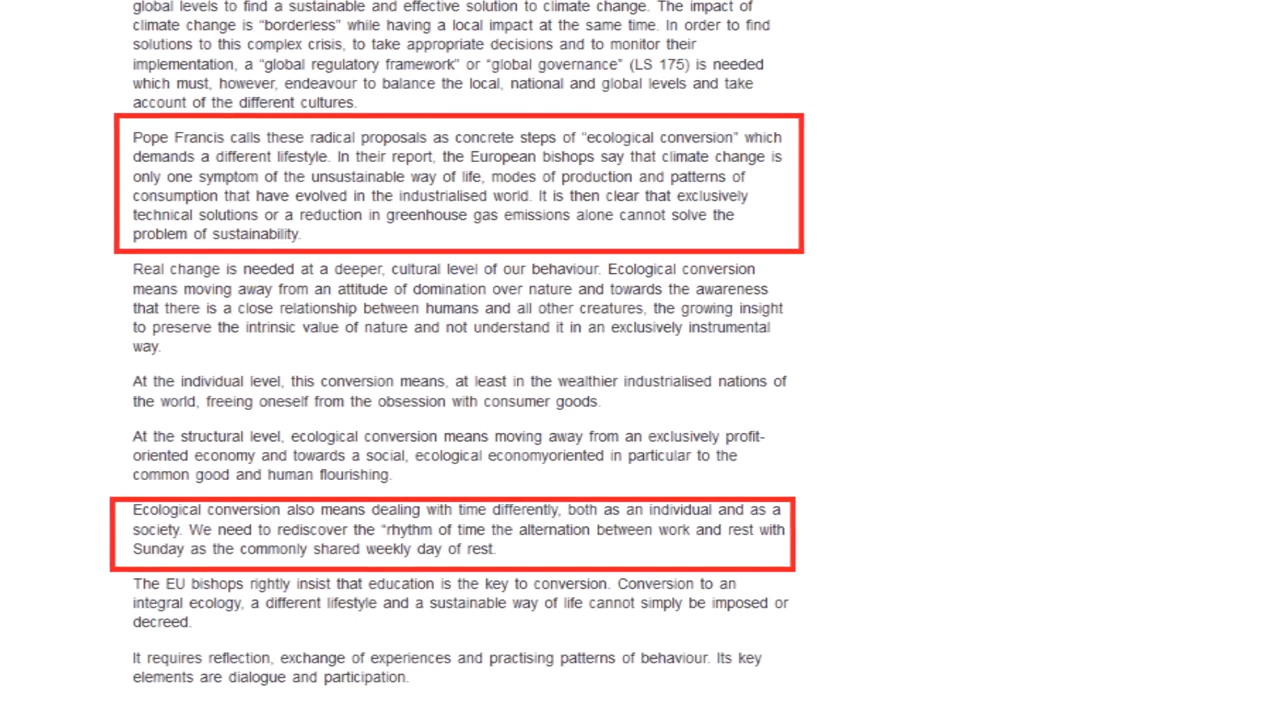 global levels to find a sustainable and effective solution to climate change. The impact of
climate change is “borderless” while having a local impact at the same time. In order to find
solutions to this complex crisis, to take appropriate decisions and to monitor their
implementation, a “global regulatory framework” or “global governance” (LS 175) is needed
which must, however, endeavour to balance the local, national and global levels and take
account of the different cultures.
Pope Francis calls these radical proposals as concrete steps of “ecological conversion” which
demands a different lifestyle. In their report, the European bishops say that climate change is
only one symptom of the unsustainable way of life, modes of production and patterns of
consumption that have evolved in the industrialised world. It is then clear that exclusively
technical solutions or a reduction in greenhouse gas emissions alone cannot solve the
problem of sustainability.
Real change is needed at a deeper, cultural level of our behaviour. Ecological conversion
means moving away from an attitude of domination over nature and towards the awareness
that there is a close relationship between humans and all other creatures, the growing insight
to preserve the intrinsic value of nature and not understand it in an exclusively instrumental
way.
At the individual level, this conversion means, at least in the wealthier industrialised nations of
the world, freeing oneself from the obsession with consumer goods.
At the structural level, ecological conversion means moving away from an exclusively profit-
oriented economy and towards a social, ecological economyoriented in particular to the
common good and human flourishing.
Ecological conversion also means dealing with time differently, both as an individual and as a
society. We need to rediscover the “rhythm of time the alternation between work and rest with
Sunday as the commonly shared weekly day of rest.
The EU bishops rightly insist that education is the key to conversion. Conversion to an
integral ecology, a different lifestyle and a sustainable way of life cannot simply be imposed or
decreed.
It requires reflection, exchange of experiences and practising patterns of behaviour. Its key
elements are dialogue and participation.